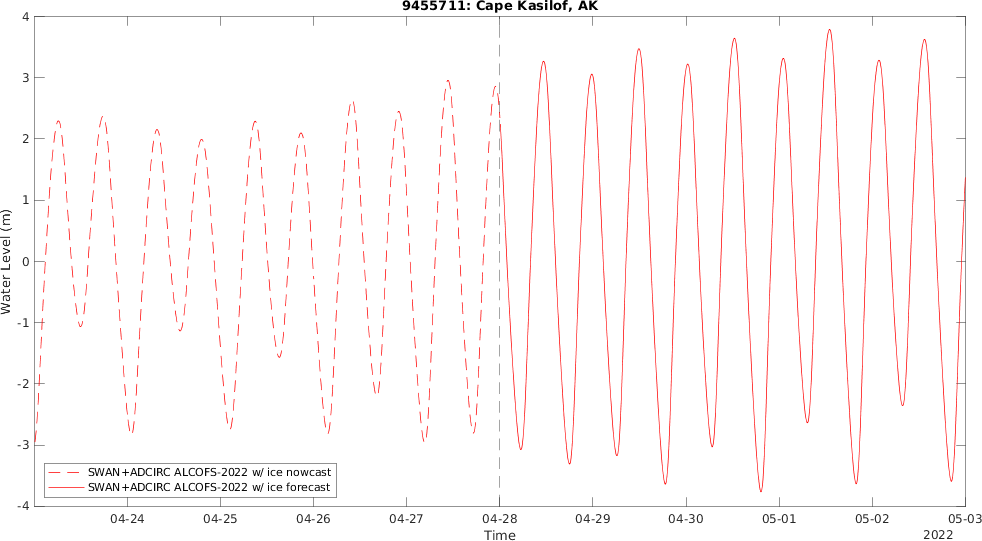 9455711: Cape Kasilof, AK
4
3
2
1
0
-1
-2
-3
-4
Water Level (m)
SWAN+ADCIRC ALCOFS-2022 w/ ice nowcast
SWAN+ADCIRC ALCOFS-2022 w/ ice forecast
04-24 04-25 04-26 04-27 04-28 04-29 04-30 05-01 05-02 05-03
Time
2022